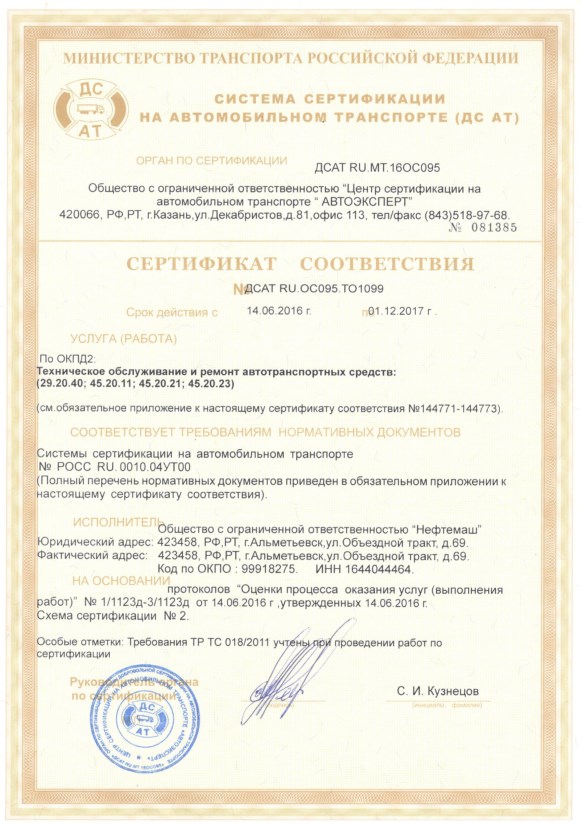 МИНИСТЕРСТВО ТРАНСПОРТА РОССИЙСКОЙ ФЕДЕРАЦИИ
ДС
АТ
СИСТЕМА СЕРТИФИКАЦИИ
НА АВТОМОБИЛЬНОМ ТРАНСПОРТЕ (ДС АТ)
ОРГАН ПО СЕРТИФИКАЦИИ ДСАТ RU.МТ.16ОС095
Общество с ограниченной ответственностью "Центр сертификации на
автомобильном транспорте " АВТОЭКСПЕРТ"
420066, РФ,РТ, г.Казань,ул.Декабристов,д.81,офис 113, тел/факс (843)518-97-68.
№ 081385
СЕРТИФИКАТ СООТВЕТСТВИЯ
№ ДСАТ RU.ОС095.ТО1099
Срок действия с 14.06.2016 г. по 01.12.2017 г .
УСЛУГА (РАБОТА)
По ОКПД2:
Техническое обслуживание и ремонт автотранспортных средств:
(29.20.40; 45.20.11; 45.20.21; 45.20.23)
(см.обязательное приложение к настоящему сертификату соответствия №144771-144773).
СООТВЕТСТВУЕТ ТРЕБОВАНИЯМ НОРМАТИВНЫХ ДОКУМЕНТОВ
Системы сертификации на автомобильном транспорте
№ РОСС RU. 0010.04УТ00
(Полный перечень нормативных документов приведен в обязательном приложении к
настоящему сертификату соответствия).
ИСПОЛНИТЕЛЬ Общество с ограниченной ответственностью "Нефтемаш"
Юридический адрес: 423458, РФ,РТ, г.Альметьевск,ул.Объездной тракт, д.69.
Фактический адрес: 423458, РФ,РТ, г.Альметьевск,ул.Объездной тракт, д.69.
Код по ОКПО : 99918275. ИНН 1644044464.
НА ОСНОВАНИИ протоколов "Оценки процесса оказания услуг (выполнения
работ)" № 1/1123д-3/1123д от 14.06.2016 г ,утвержденных 14.06.2016 г.
Схема сертификации № 2.
Особые отметки: Требования ТР ТС 018/2011 учтены при проведении работ по
сертификации
Руководитель органа
по сертификации
С. И. Кузнецов
ДС
АТ